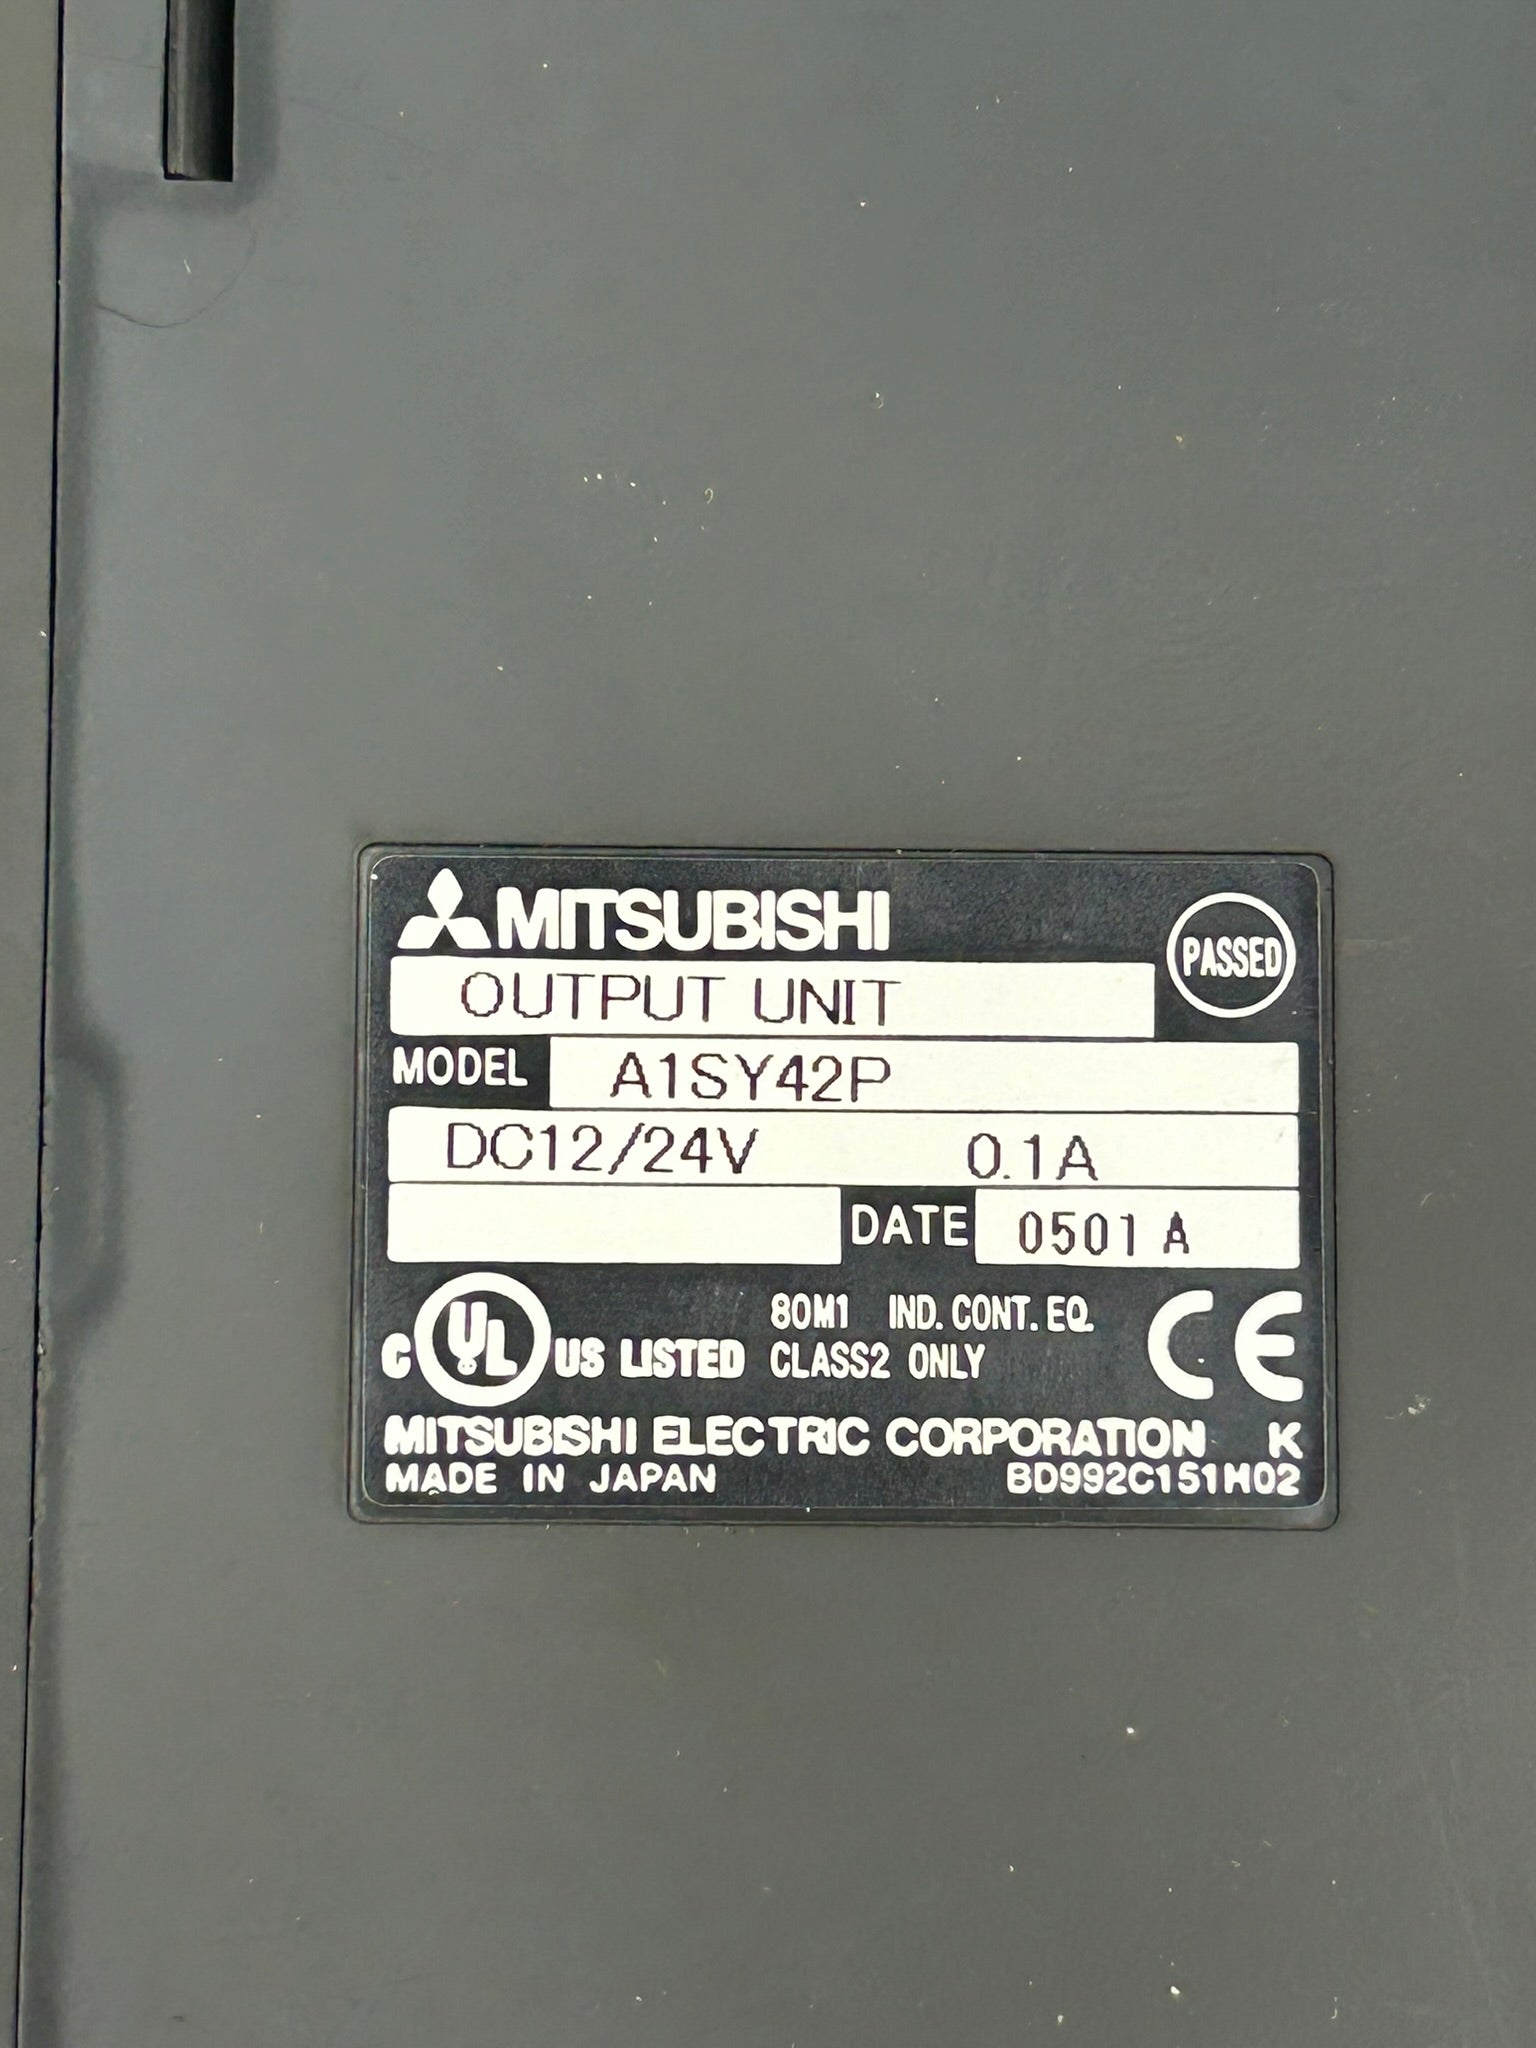 MITSUBISHI
PASSED
OUTPUT UNIT
MODEL A1SY42P
DC12/24V 0.1A
DATE 0501 A
C UL US LISTED 80M1 IND. CONT. EQ.
CLASS2 ONLY CE
MITSUBISHI ELECTRIC CORPORATION K
MADE IN JAPAN BD992C151H02